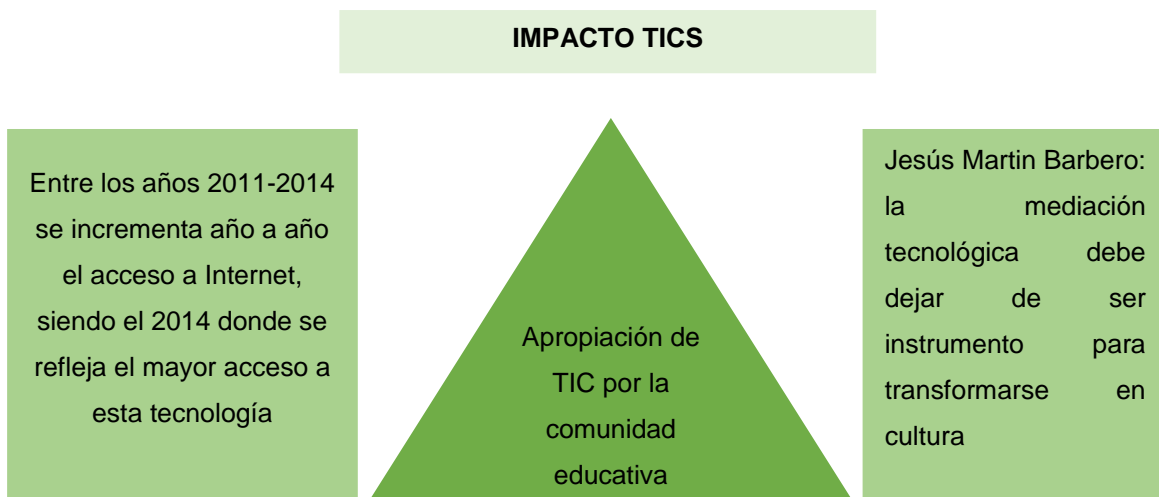 IMPACTO TICS
Entre los años 2011-2014
se incrementa año a año
el acceso a Internet,
siendo el 2014 donde se
refleja el mayor acceso a
esta tecnología
Apropiación de
TIC por la
comunidad
educativa
Jesús Martin Barbero:
la mediación
tecnológica debe
dejar de ser
instrumento para
transformarse en
cultura